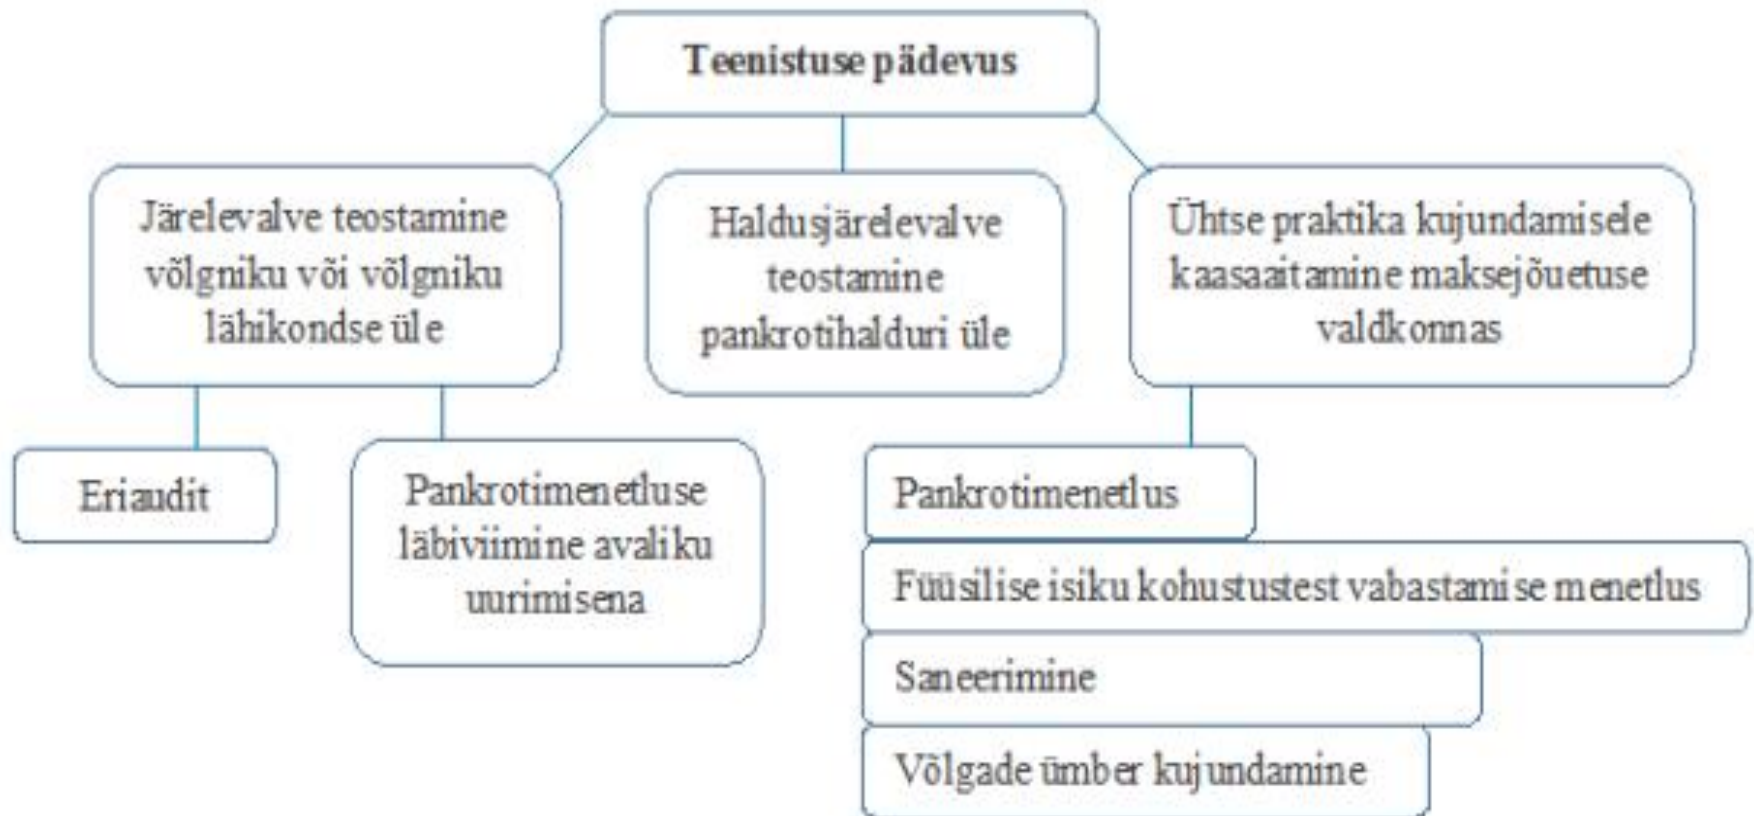 Teenistuse pädevus
Järelevalve teostamine
võlgniku või võlgniku
lähikondse üle
Haldusjärelevalve
teostamine
pankrotihalduri üle
Ühtse praktika kujundamisele
kaasaaitamine maksejõuetuse
valdkonnas
Eriaudit
Pankrotimenetluse
läbiviimine avaliku
uurimisena
Pankrotimenetlus
Füüsilise isiku kohustustest vabastamise menetlus
Saneerimine
Võlgade ümber kujundamine